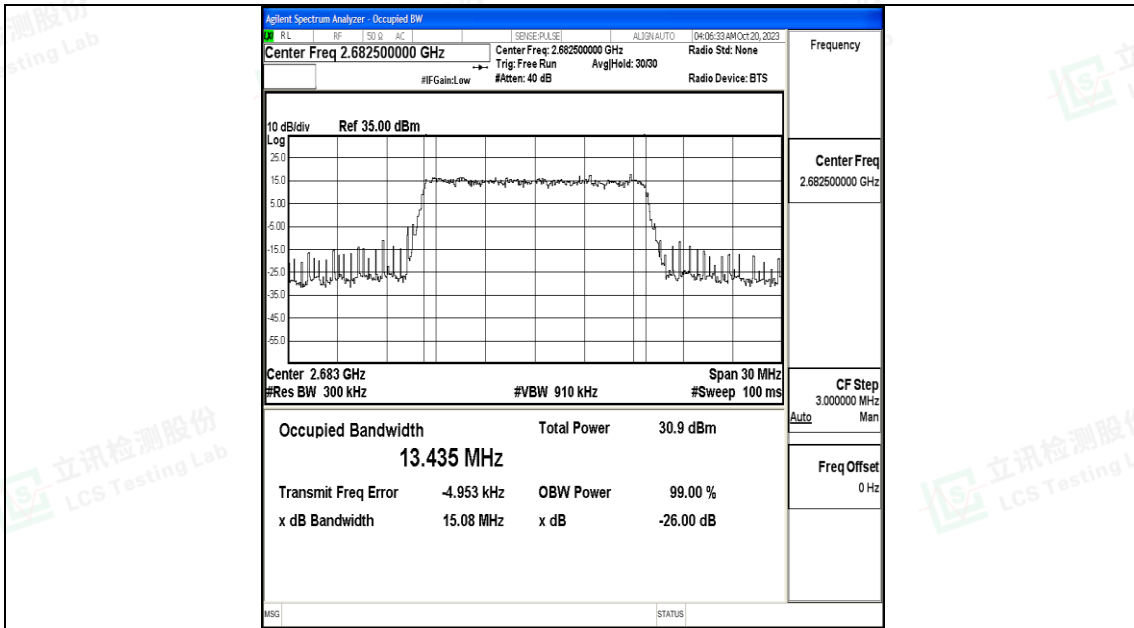 Agilent Spectrum Analyzer - Occupied BW
RL RF 50 Ω AC SENSE:PULSE ALIGN AUTO 04:06:33 AM Oct 20, 2023
Center Freq 2.682500000 GHz
Center Freq: 2.682500000 GHz Radio Std: None
Trig: Free Run Avg|Hold: 30/30
#IFGain:Low #Atten: 40 dB Radio Device: BTS
10 dB/div Ref 35.00 dBm
Log
25.0
15.0
5.00
-5.00
-15.0
-25.0
-35.0
-45.0
-55.0
Center 2.683 GHz Span 30 MHz
#Res BW 300 kHz #VBW 910 kHz #Sweep 100 ms
Occupied Bandwidth Total Power 30.9 dBm
13.435 MHz
Transmit Freq Error -4.953 kHz OBW Power 99.00 %
x dB Bandwidth 15.08 MHz x dB -26.00 dB
MSG STATUS
Frequency
Center Freq
2.682500000 GHz
CF Step
3.000000 MHz
Auto Man
Freq Offset
0 Hz
立讯检测股份
LCS Testing Lab
立讯检测股份
LCS Testing L
测股份
esting Lab
立